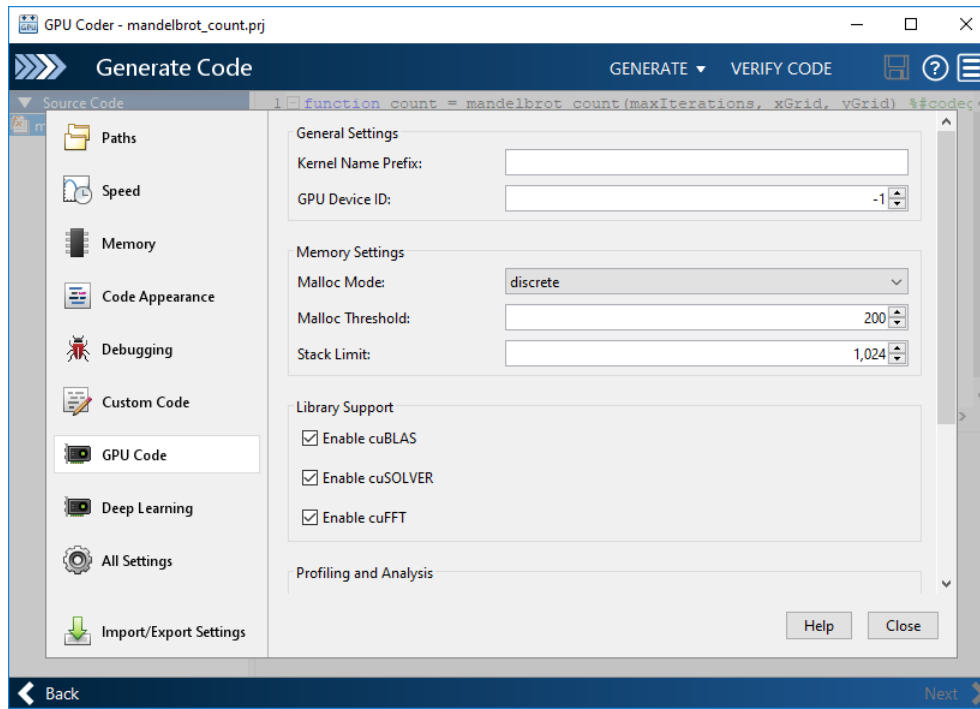 GPU Coder - mandelbrot_count.prj
Generate Code
GENERATE
VERIFY CODE
Source Code
1 function count = mandelbrot_count(maxIterations, xGrid, yGrid) %#codeg
m
Paths
Speed
Memory
Code Appearance
Debugging
Custom Code
GPU Code
Deep Learning
All Settings
Import/Export Settings
General Settings
Kernel Name Prefix:
GPU Device ID: -1
Memory Settings
Malloc Mode: discrete
Malloc Threshold: 200
Stack Limit: 1,024
Library Support
Enable cuBLAS
Enable cuSOLVER
Enable cuFFT
Profiling and Analysis
Help
Close
Back
Next